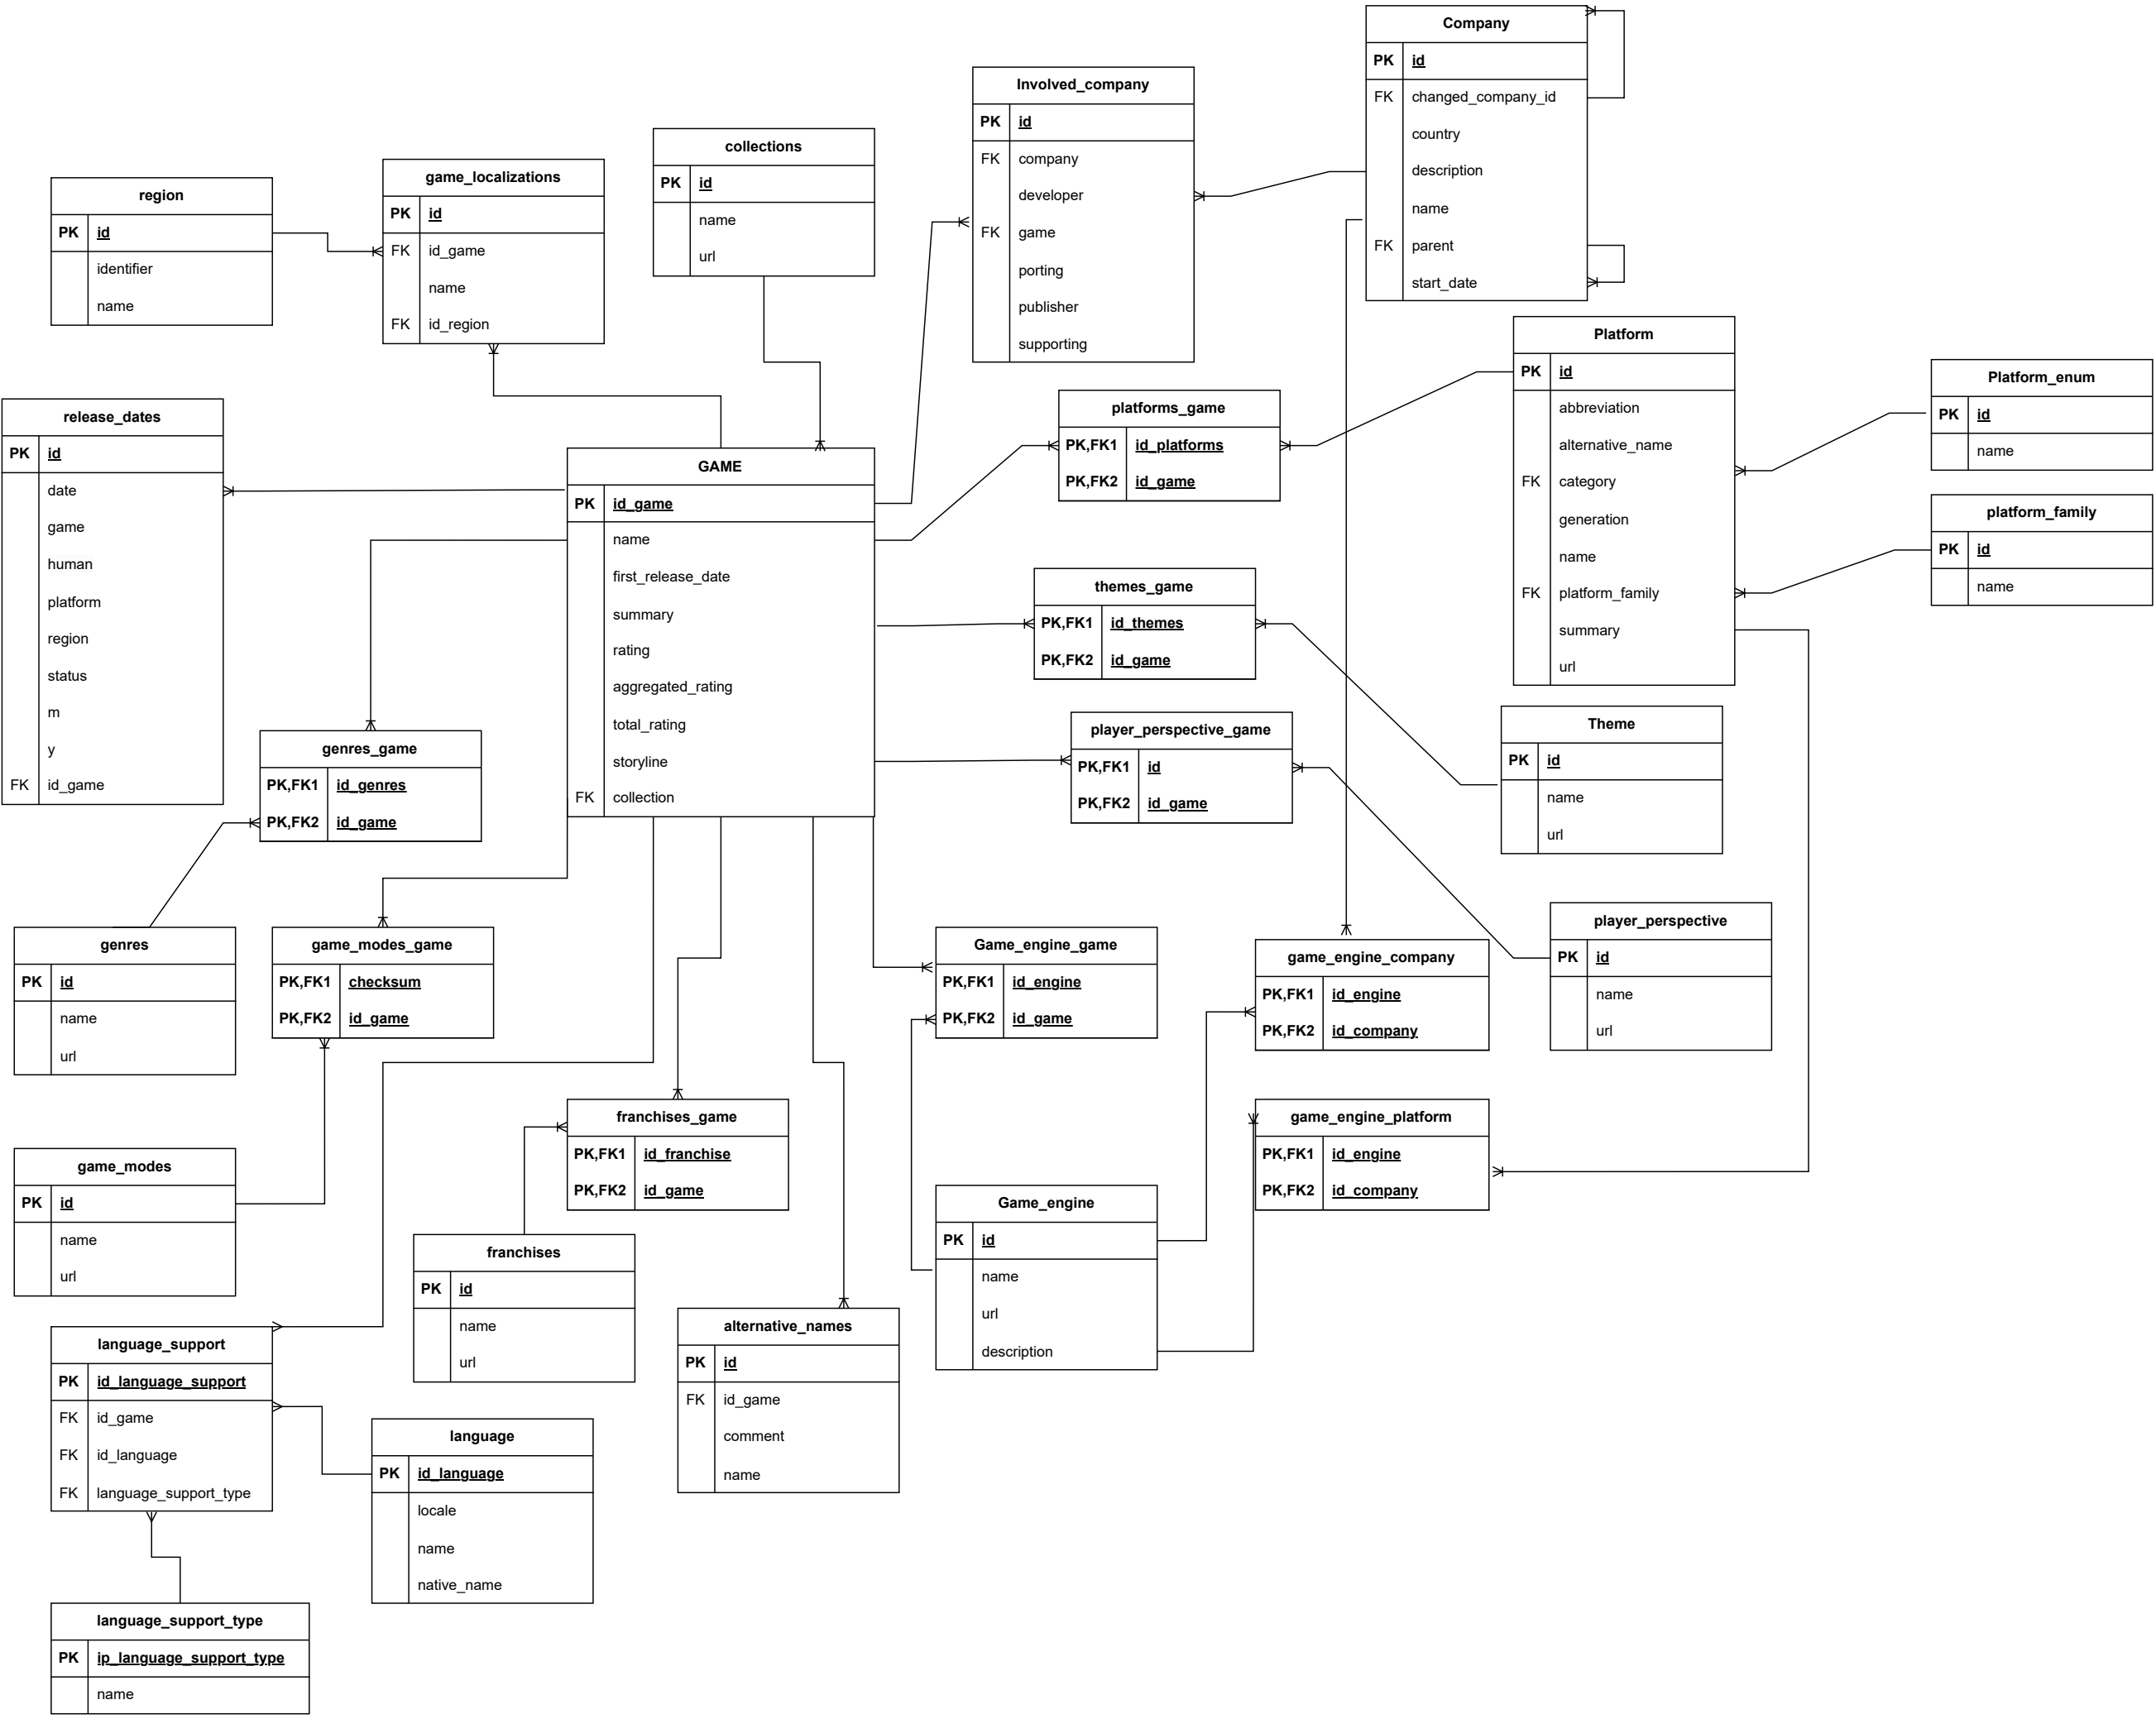 Company
PK id
FK changed_company_id
country
description
name
FK parent
start_date
Involved_company
PK id
FK company
developer
FK game
porting
publisher
supporting
collections
PK id
name
url
game_localizations
PK id
FK id_game
name
FK id_region
region
PK id
identifier
name
Platform
PK id
abbreviation
alternative_name
FK category
generation
name
FK platform_family
summary
url
Platform_enum
PK id
name
platform_family
PK id
name
platforms_game
PK,FK1 id_platforms
PK,FK2 id_game
release_dates
PK id
date
game
human
platform
region
status
m
y
FK id_game
GAME
PK id_game
name
first_release_date
summary
rating
aggregated_rating
total_rating
storyline
FK collection
themes_game
PK,FK1 id_themes
PK,FK2 id_game
Theme
PK id
name
url
player_perspective_game
PK,FK1 id
PK,FK2 id_game
genres_game
PK,FK1 id_genres
PK,FK2 id_game
genres
PK id
name
url
game_modes_game
PK,FK1 checksum
PK,FK2 id_game
Game_engine_game
PK,FK1 id_engine
PK,FK2 id_game
game_engine_company
PK,FK1 id_engine
PK,FK2 id_company
player_perspective
PK id
name
url
game_modes
PK id
name
url
franchises_game
PK,FK1 id_franchise
PK,FK2 id_game
game_engine_platform
PK,FK1 id_engine
PK,FK2 id_company
Game_engine
PK id
name
url
description
franchises
PK id
name
url
language_support
PK id_language_support
FK id_game
FK id_language
FK language_support_type
alternative_names
PK id
FK id_game
comment
name
language
PK id_language
locale
name
native_name
language_support_type
PK ip_language_support_type
name